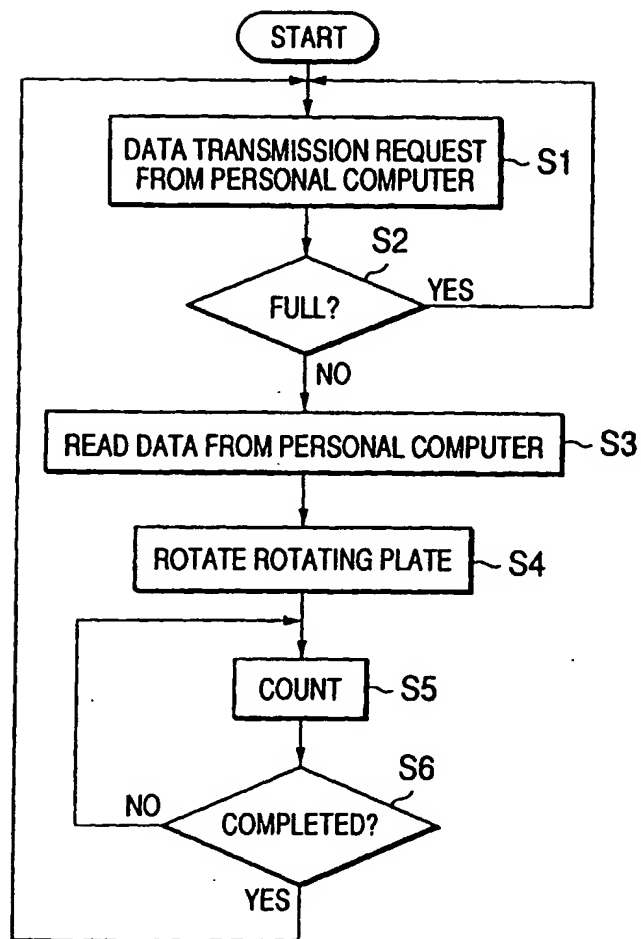 START
DATA TRANSMISSION REQUEST
FROM PERSONAL COMPUTER
S1
S2
FULL?
YES
NO
READ DATA FROM PERSONAL COMPUTER
S3
ROTATE ROTATING PLATE
S4
COUNT
S5
S6
NO
COMPLETED?
YES